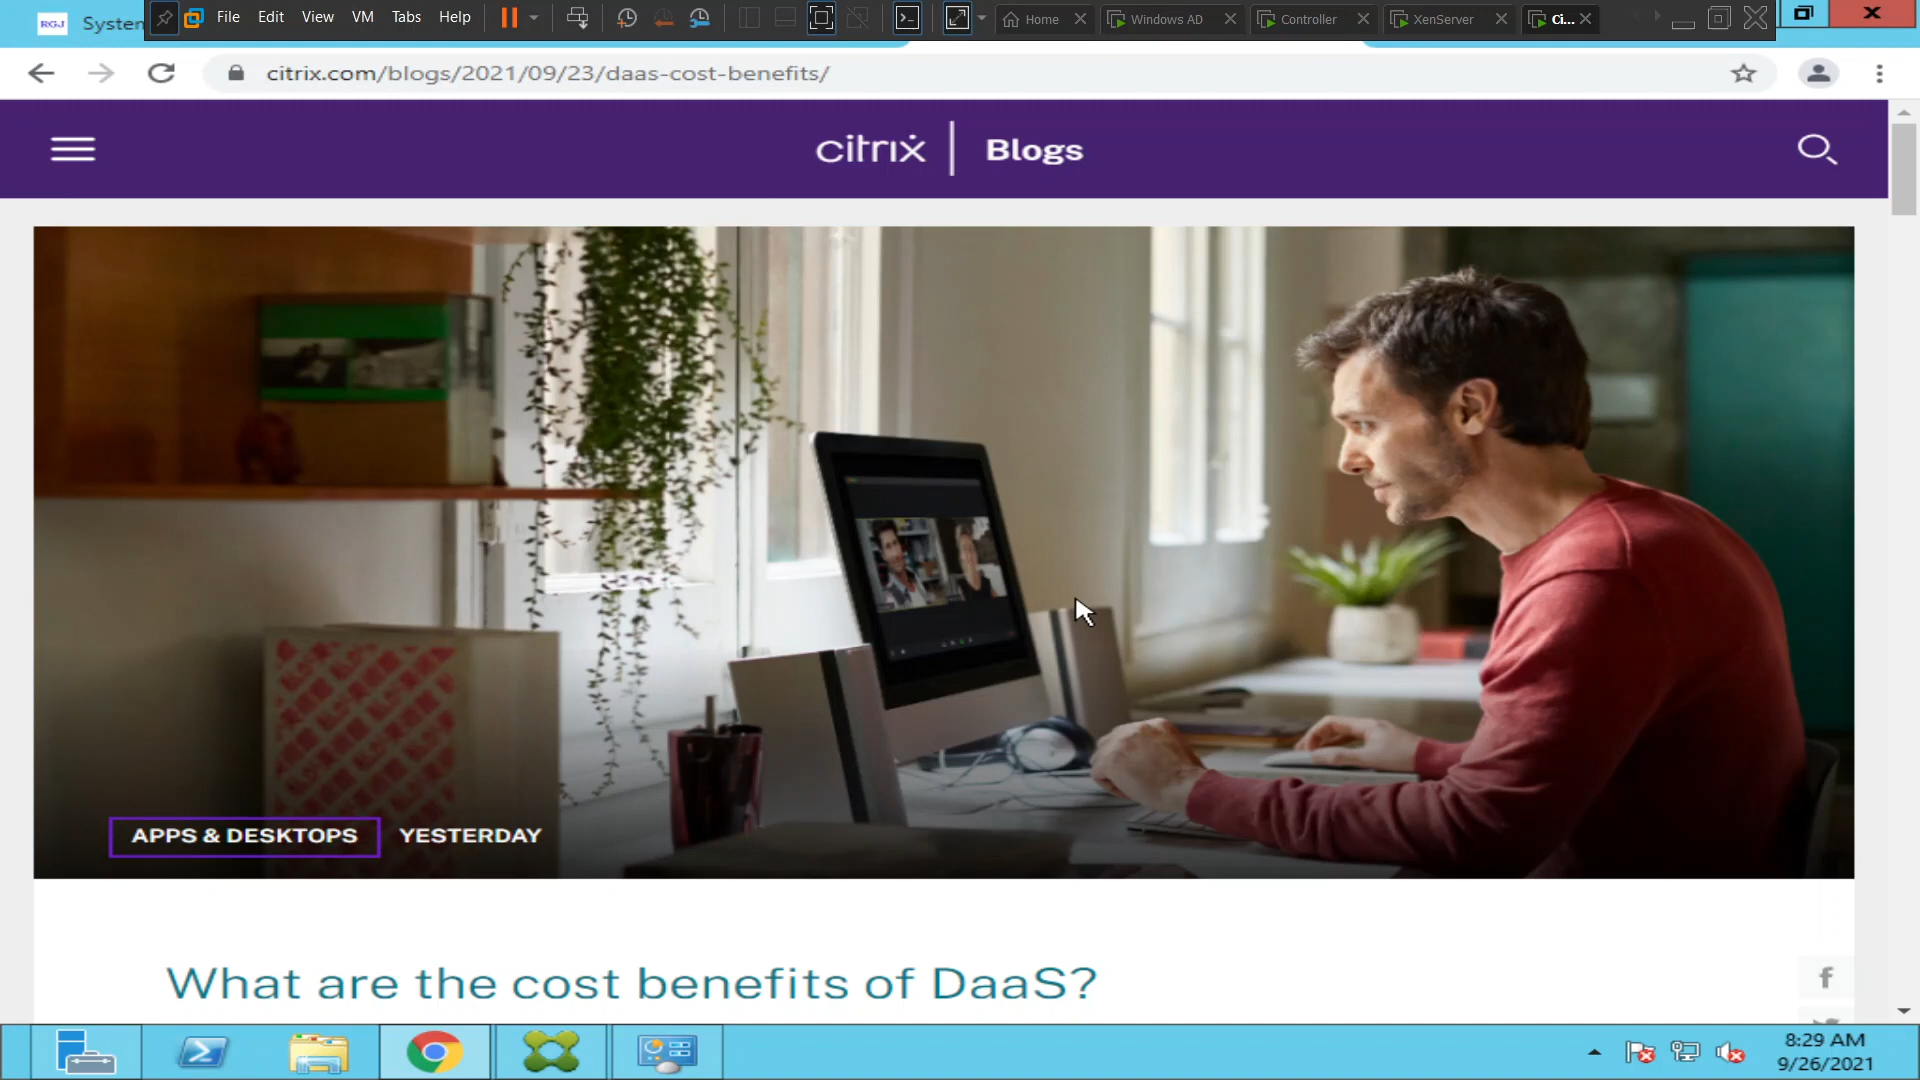 RGJ System
File Edit View VM Tabs Help
Home Windows AD Controller XenServer Ci...
citrix.com/blogs/2021/09/23/daas-cost-benefits/
citrix | Blogs
APPS & DESKTOPS YESTERDAY
What are the cost benefits of DaaS?
f
8:29 AM
9/26/2021